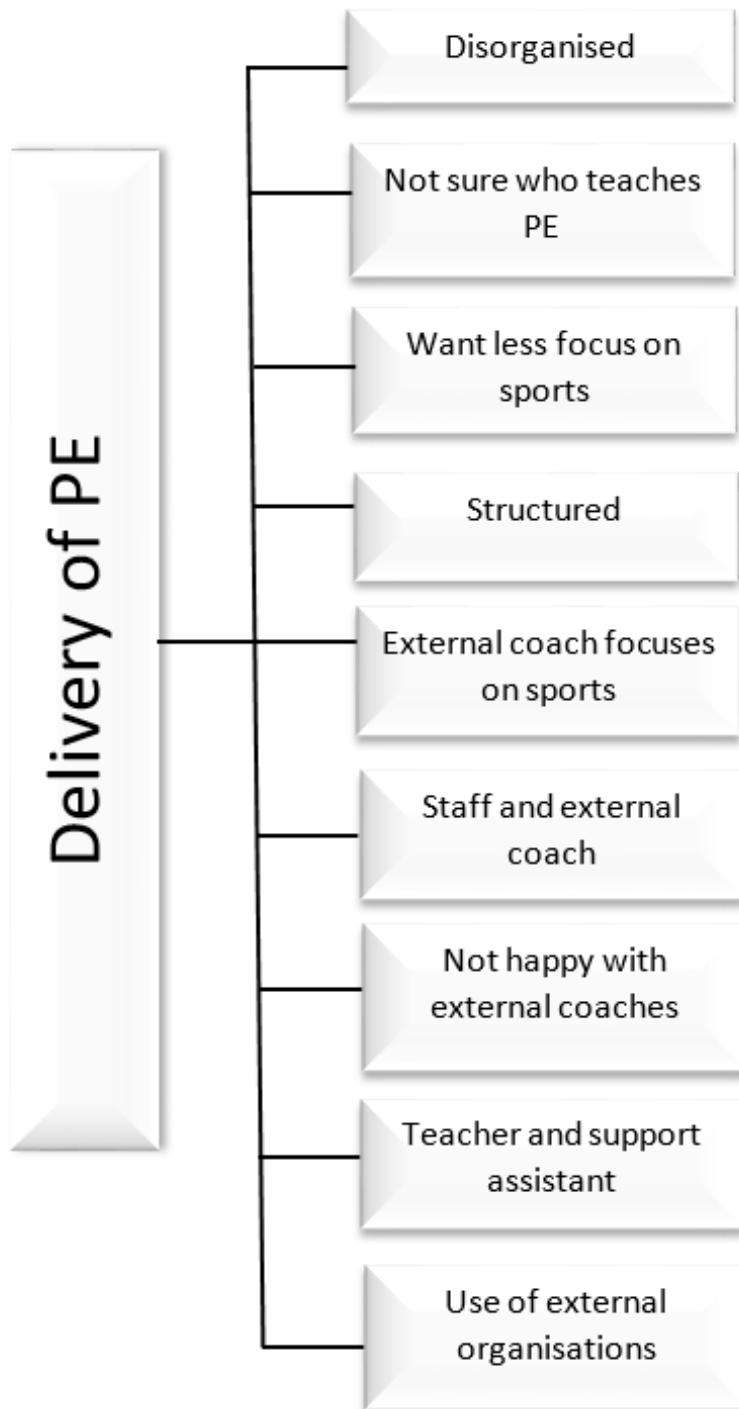 Delivery of PE
Disorganised
Not sure who teaches
PE
Want less focus on
sports
Structured
External coach focuses
on sports
Staff and external
coach
Not happy with
external coaches
Teacher and support
assistant
Use of external
organisations